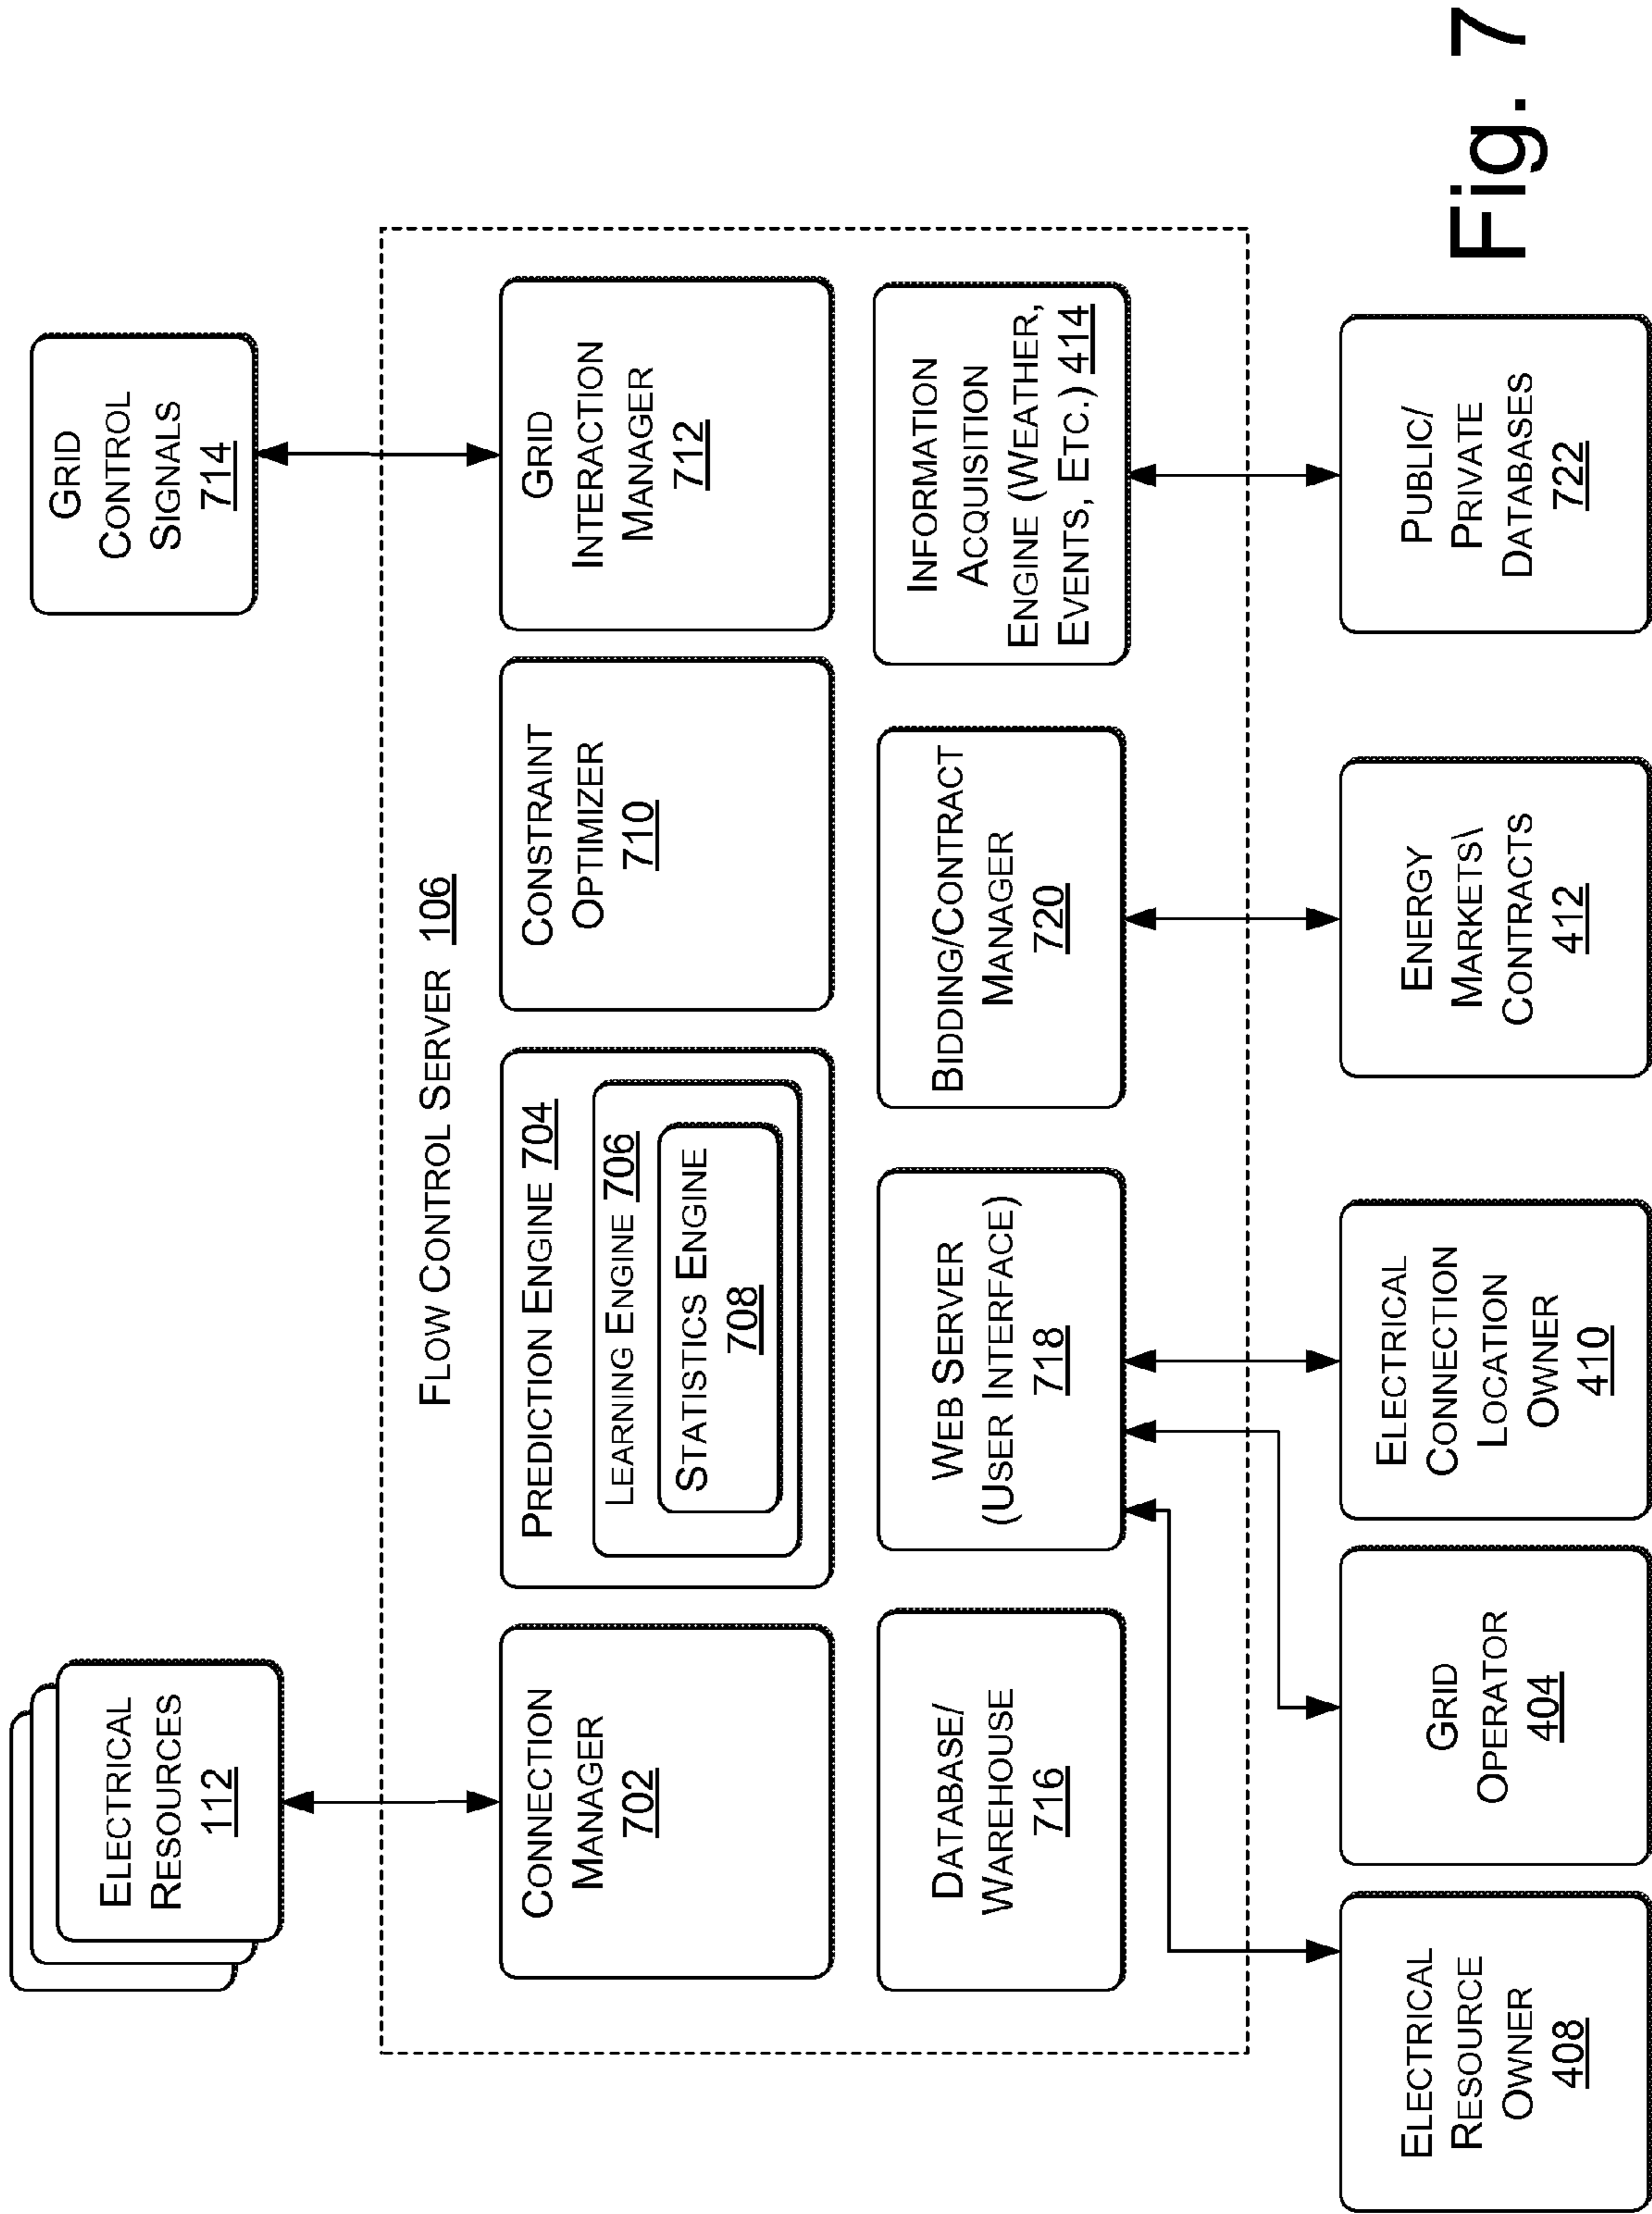 ELECTRICAL
RESOURCES
112
GRID
CONTROL
SIGNALS
714
FLOW CONTROL SERVER 106
CONNECTION
MANAGER
702
PREDICTION ENGINE 704
LEARNING ENGINE 706
STATISTICS ENGINE
708
CONSTRAINT
OPTIMIZER
710
GRID
INTERACTION
MANAGER
712
DATABASE/
WAREHOUSE
716
WEB SERVER
(USER INTERFACE)
718
BIDDING/CONTRACT
MANAGER
720
INFORMATION
ACQUISITION
ENGINE (WEATHER,
EVENTS, ETC.) 414
ELECTRICAL
RESOURCE
OWNER
408
GRID
OPERATOR
404
ELECTRICAL
CONNECTION
LOCATION
OWNER
410
ENERGY
MARKETS\
CONTRACTS
412
PUBLIC/
PRIVATE
DATABASES
722
Fig. 7